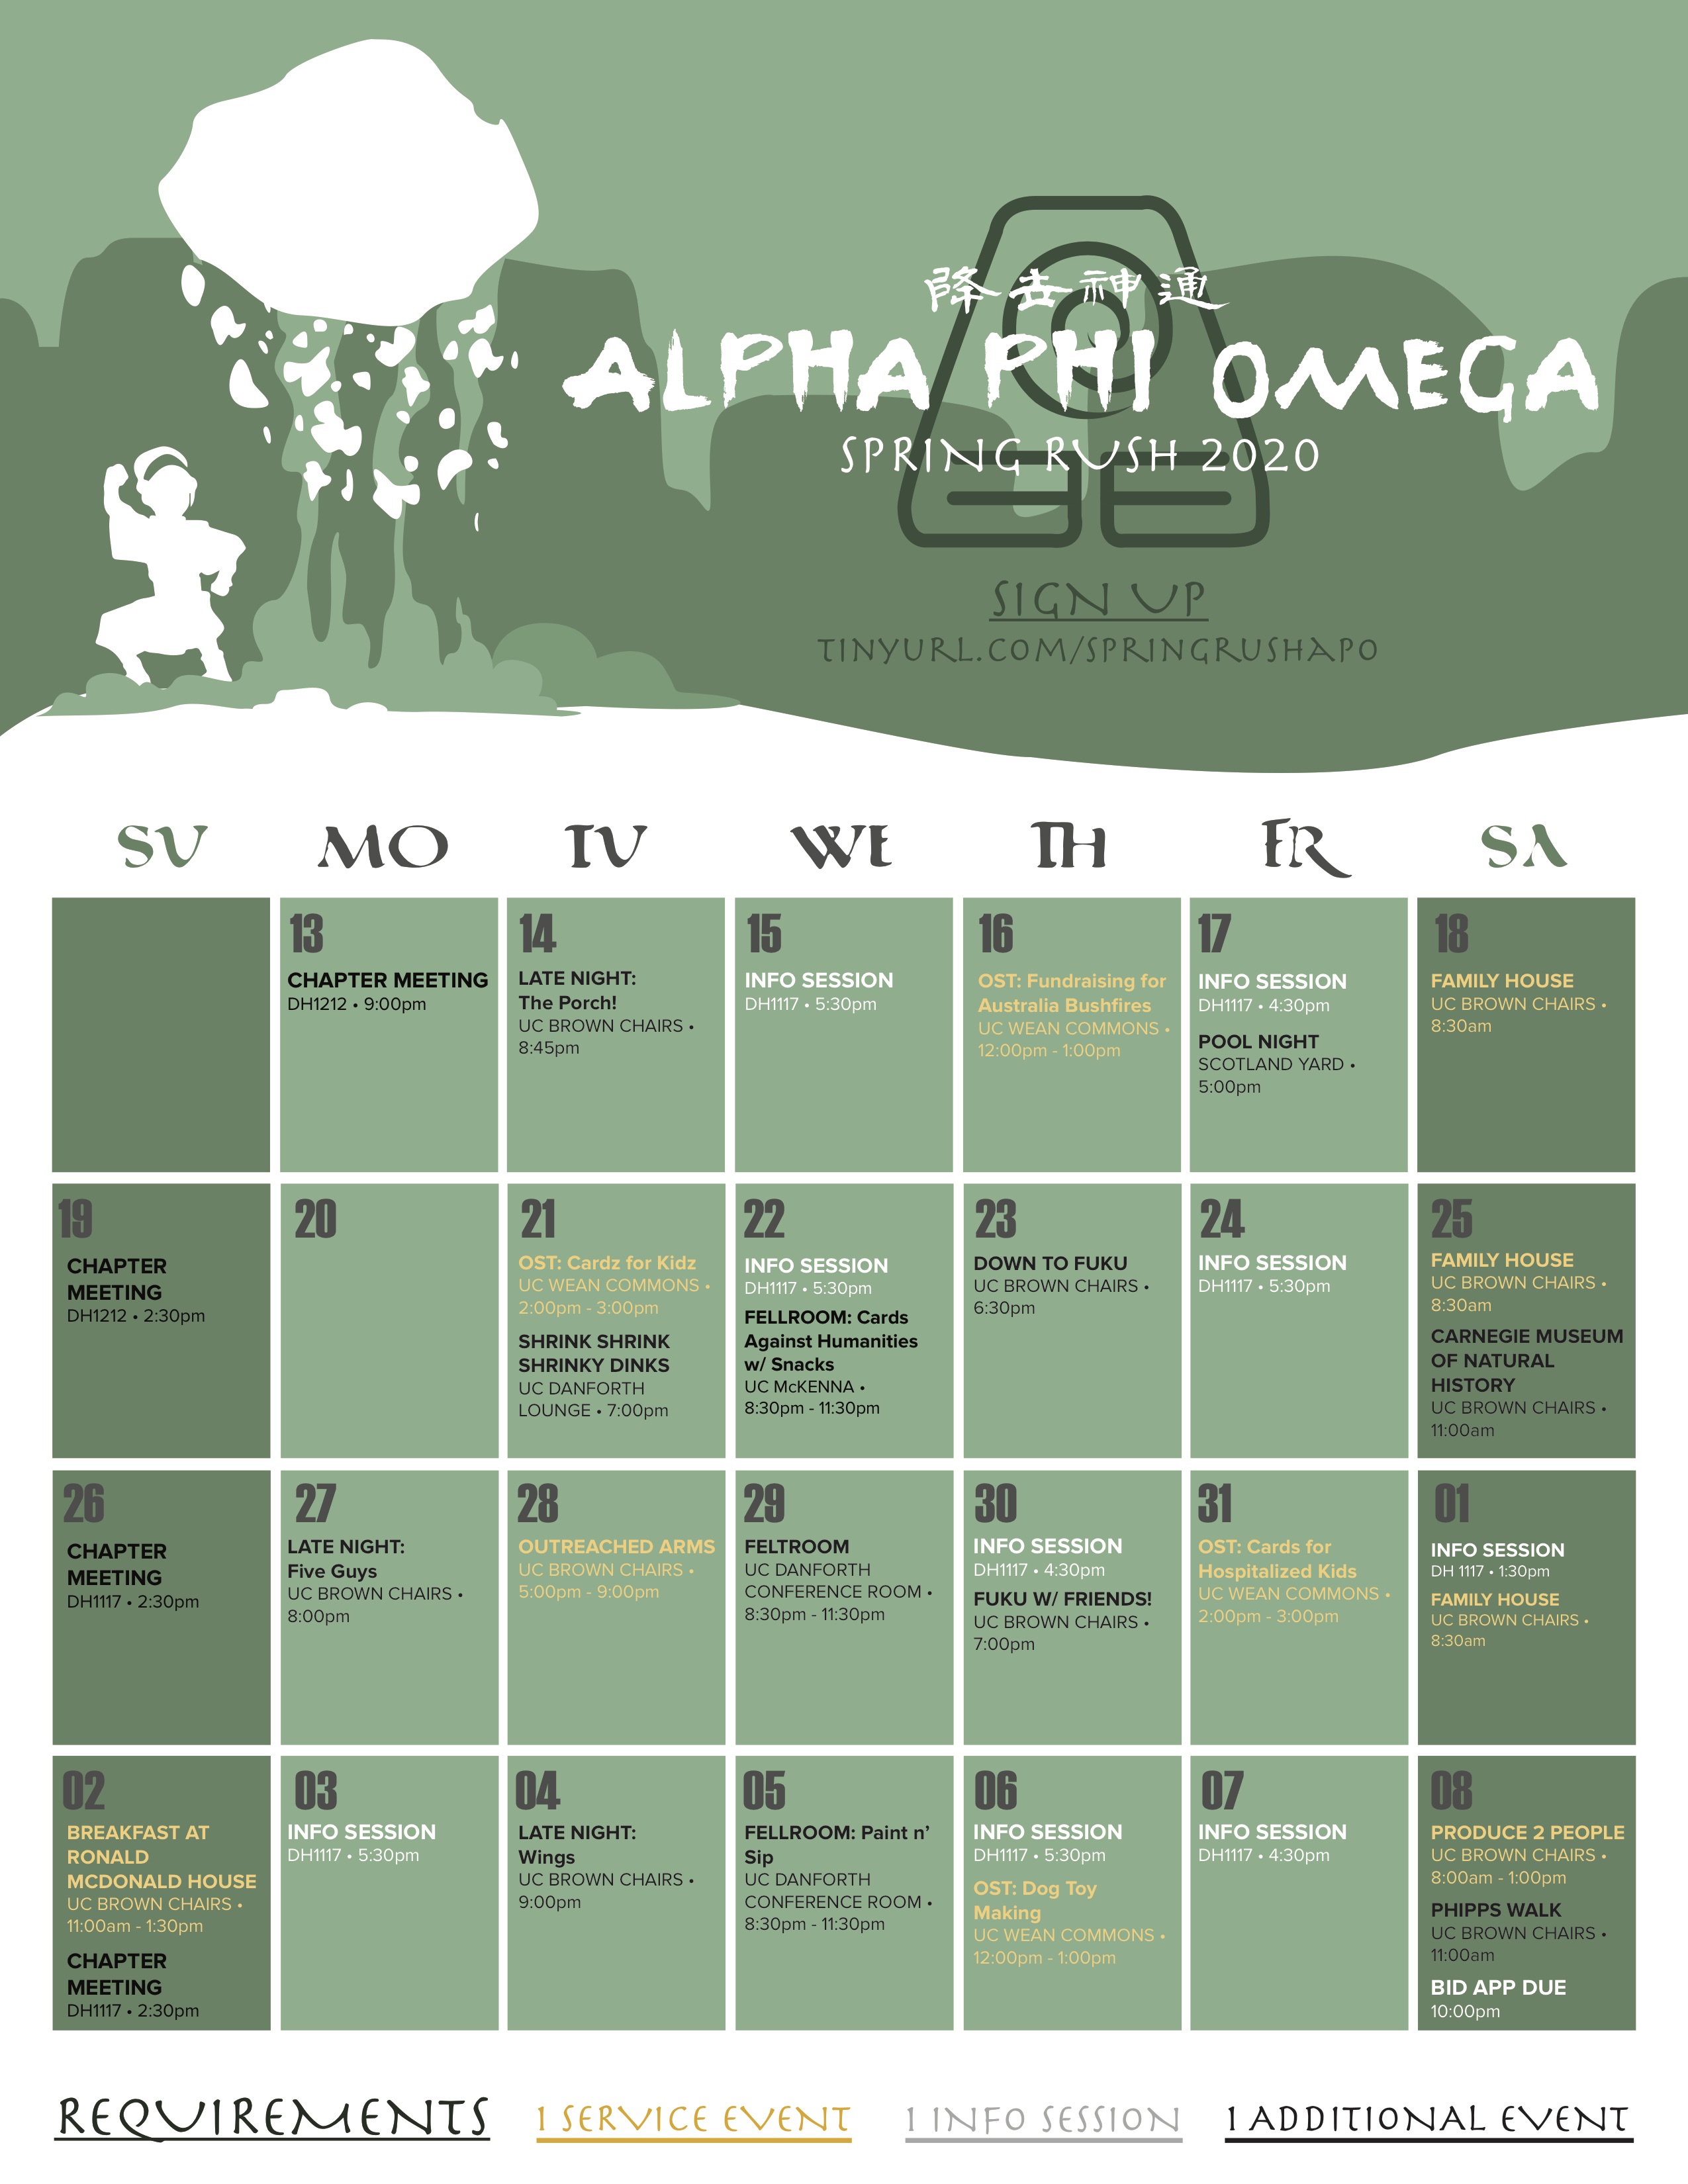 降去神通
ALPHA PHI OMEGA
SPRING RUSH 2020
SIGN UP
TINYURL.COM/SPRINGRUSHAPO
SU MO TU WE TH FR SA
13
CHAPTER MEETING
DH1212 • 9:00pm
14
LATE NIGHT:
The Porch!
UC BROWN CHAIRS •
8:45pm
15
INFO SESSION
DH1117 • 5:30pm
16
OST: Fundraising for
Australia Bushfires
UC WEAN COMMONS •
12:00pm - 1:00pm
17
INFO SESSION
DH1117 • 4:30pm
POOL NIGHT
SCOTLAND YARD •
5:00pm
18
FAMILY HOUSE
UC BROWN CHAIRS •
8:30am
19
CHAPTER
MEETING
DH1212 • 2:30pm
20
21
OST: Cardz for Kidz
UC WEAN COMMONS •
2:00pm - 3:00pm
SHRINK SHRINK
SHRINKY DINKS
UC DANFORTH
LOUNGE • 7:00pm
22
INFO SESSION
DH1117 • 5:30pm
FELLROOM: Cards
Against Humanities
w/ Snacks
UC McKENNA •
8:30pm - 11:30pm
23
DOWN TO FUKU
UC BROWN CHAIRS •
6:30pm
24
INFO SESSION
DH1117 • 5:30pm
25
FAMILY HOUSE
UC BROWN CHAIRS •
8:30am
CARNEGIE MUSEUM
OF NATURAL
HISTORY
UC BROWN CHAIRS •
11:00am
26
CHAPTER
MEETING
DH1117 • 2:30pm
27
LATE NIGHT:
Five Guys
UC BROWN CHAIRS •
8:00pm
28
OUTREACHED ARMS
UC BROWN CHAIRS •
5:00pm - 9:00pm
29
FELTROOM
UC DANFORTH
CONFERENCE ROOM •
8:30pm - 11:30pm
30
INFO SESSION
DH1117 • 4:30pm
FUKU W/ FRIENDS!
UC BROWN CHAIRS •
7:00pm
31
OST: Cards for
Hospitalized Kids
UC WEAN COMMONS •
2:00pm - 3:00pm
01
INFO SESSION
DH 1117 • 1:30pm
FAMILY HOUSE
UC BROWN CHAIRS •
8:30am
02
BREAKFAST AT
RONALD
MCDONALD HOUSE
UC BROWN CHAIRS •
11:00am - 1:30pm
CHAPTER
MEETING
DH1117 • 2:30pm
03
INFO SESSION
DH1117 • 5:30pm
04
LATE NIGHT:
Wings
UC BROWN CHAIRS •
9:00pm
05
FELLROOM: Paint n'
Sip
UC DANFORTH
CONFERENCE ROOM •
8:30pm - 11:30pm
06
INFO SESSION
DH1117 • 5:30pm
OST: Dog Toy
Making
UC WEAN COMMONS •
12:00pm - 1:00pm
07
INFO SESSION
DH1117 • 4:30pm
08
PRODUCE 2 PEOPLE
UC BROWN CHAIRS •
8:00am - 1:00pm
PHIPPS WALK
UC BROWN CHAIRS •
11:00am
BID APP DUE
10:00pm
REQUIREMENTS 1 SERVICE EVENT 1 INFO SESSION 1 ADDITIONAL EVENT